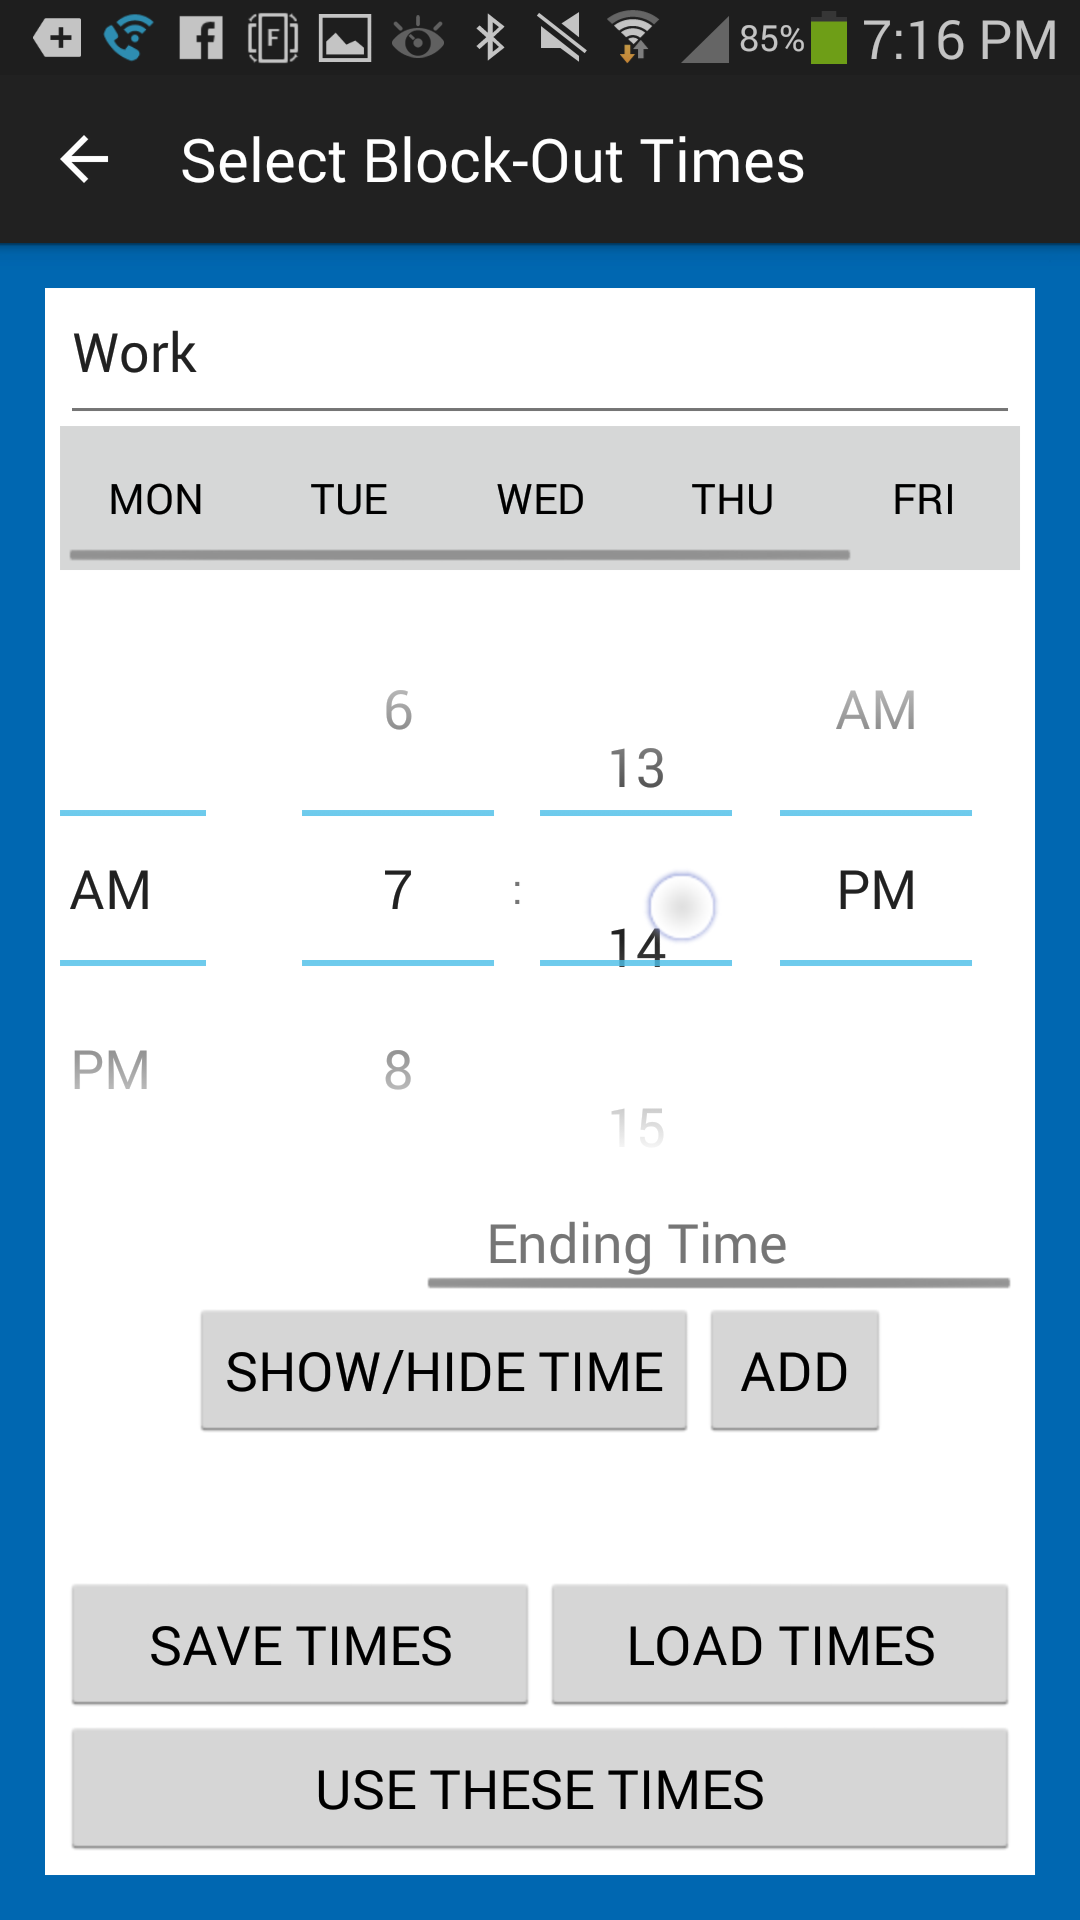 85% 7:16 PM
Select Block-Out Times
Work
MON TUE WED THU FRI
6 AM
13
AM 7 : PM
14
PM 8
15
Ending Time
SHOW/HIDE TIME ADD
SAVE TIMES LOAD TIMES
USE THESE TIMES